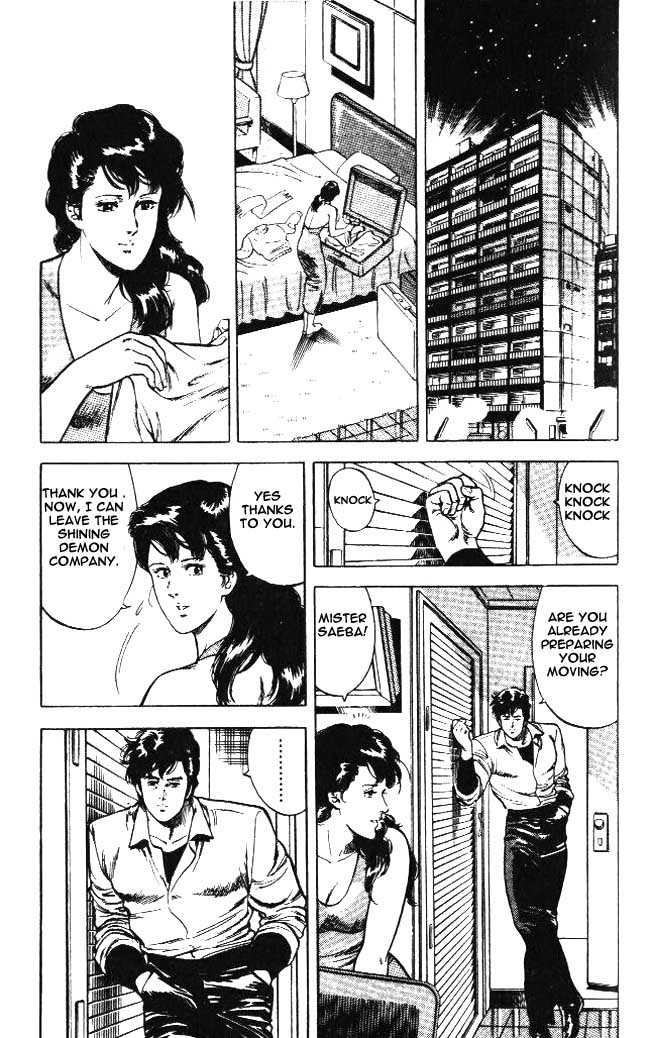 KNOCK
KNOCK
KNOCK
KNOCK
ARE YOU
ALREADY
PREPARING
YOUR
MOVING?
MISTER
SAEBA!
YES
THANKS
TO YOU.
THANK YOU .
NOW, I CAN
LEAVE THE
SHINING
DEMON
COMPANY.
.........